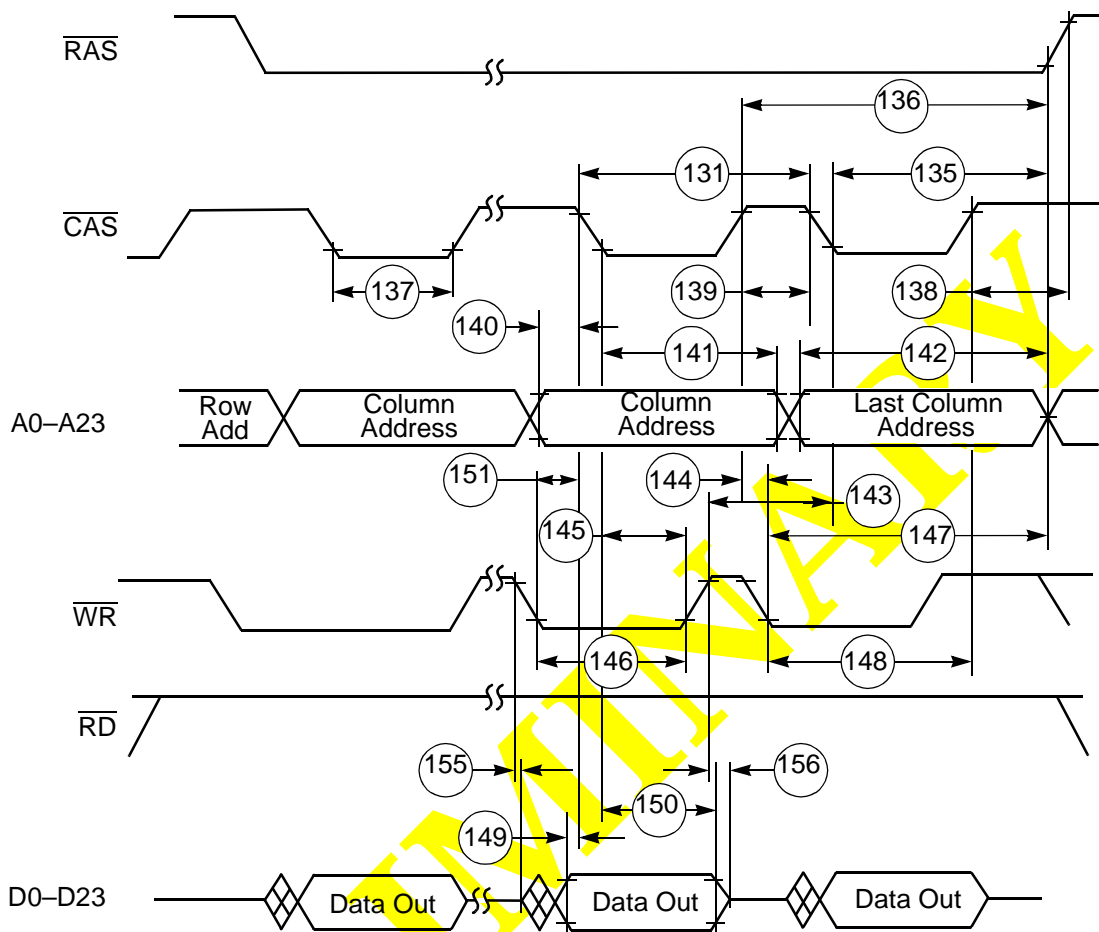 RAS
136
131
135
CAS
137
139
138
140
141
142
A0–A23
Row
Add
Column
Address
Column
Address
Last Column
Address
151
144
143
145
147
WR
146
148
RD
155
156
150
149
D0–D23
Data Out
Data Out
Data Out